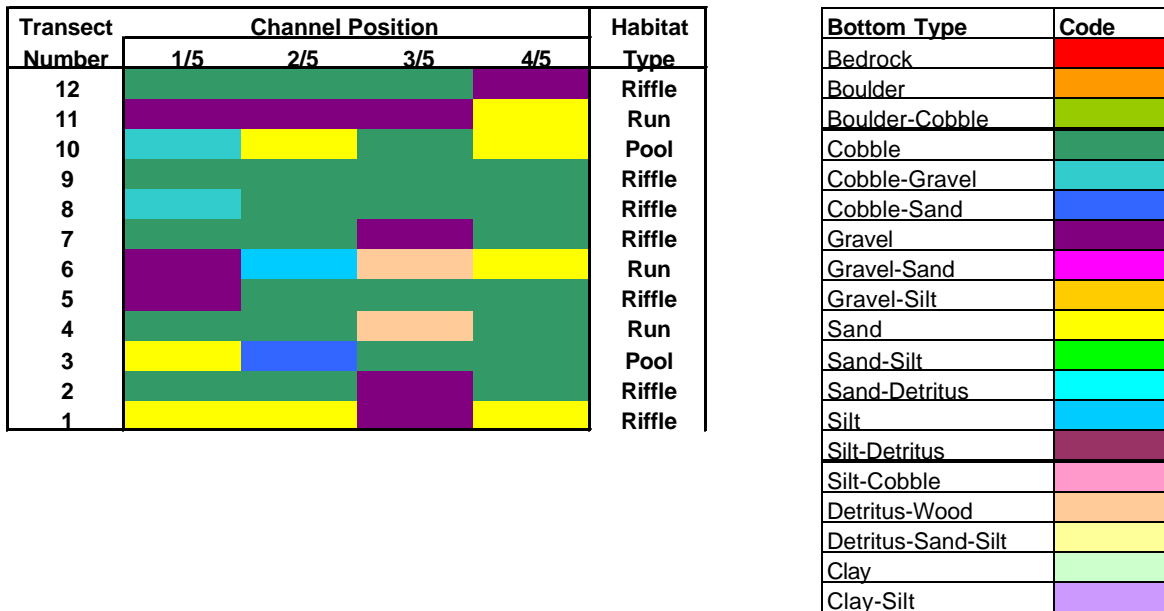 Transect Channel Position Habitat
Number 1/5 2/5 3/5 4/5 Type
12 Riffle
11 Run
10 Pool
9 Riffle
8 Riffle
7 Riffle
6 Run
5 Riffle
4 Run
3 Pool
2 Riffle
1 Riffle
Bottom Type Code
Bedrock
Boulder
Boulder-Cobble
Cobble
Cobble-Gravel
Cobble-Sand
Gravel
Gravel-Sand
Gravel-Silt
Sand
Sand-Silt
Sand-Detritus
Silt
Silt-Detritus
Silt-Cobble
Detritus-Wood
Detritus-Sand-Silt
Clay
Clay-Silt